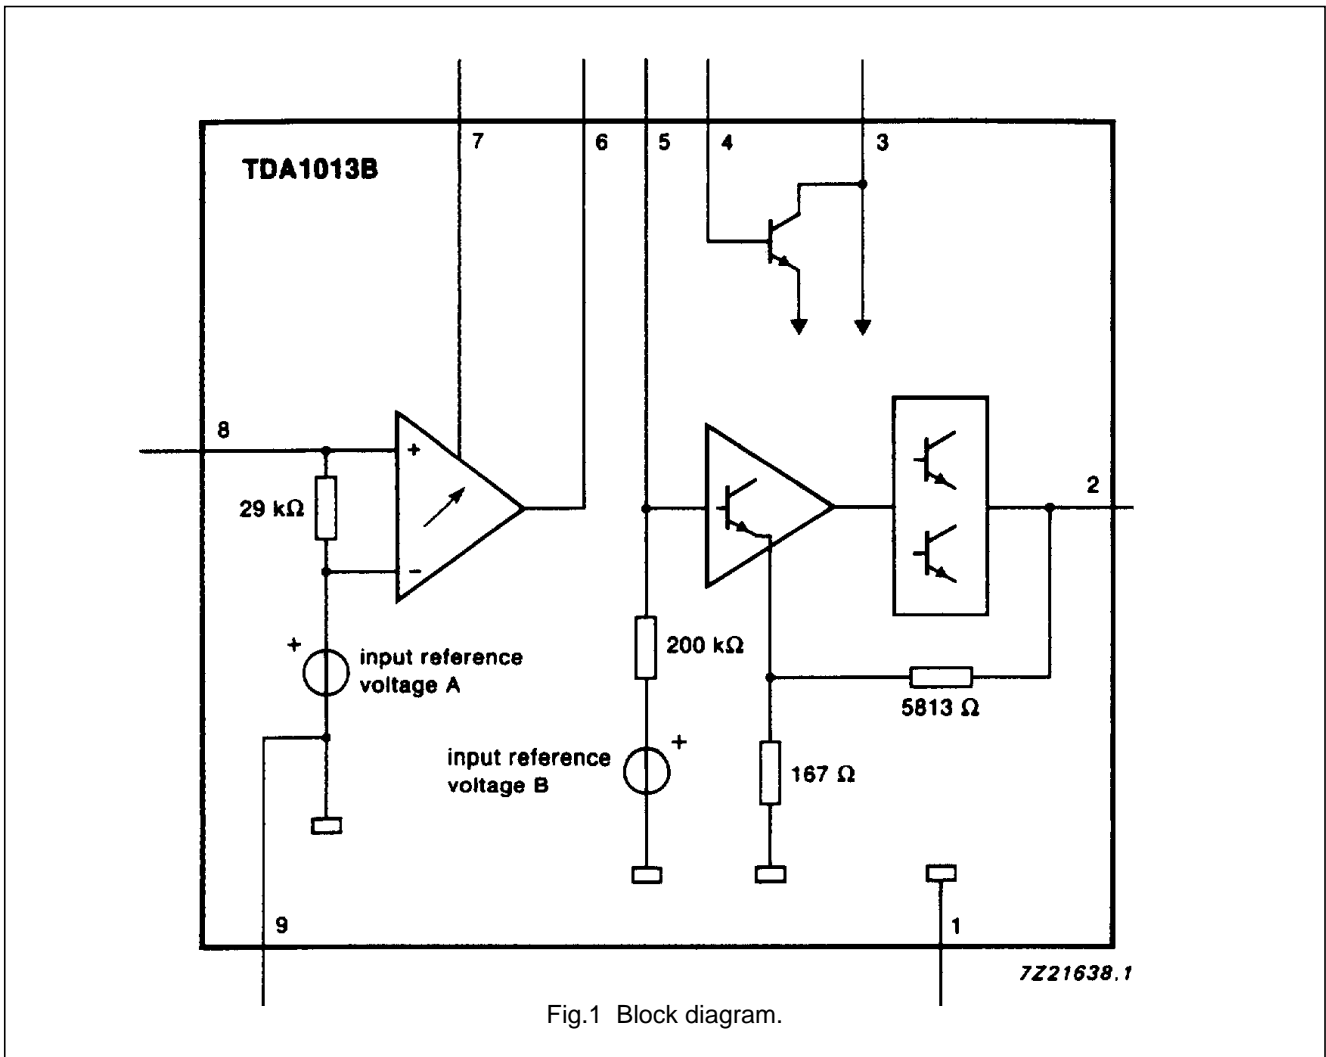 7 6 5 4 3
TDA1013B
8
+
29 kΩ
2
−
+
input reference
voltage A
200 kΩ
5813 Ω
+
input reference
voltage B
167 Ω
9
1
7Z21638.1
Fig.1 Block diagram.